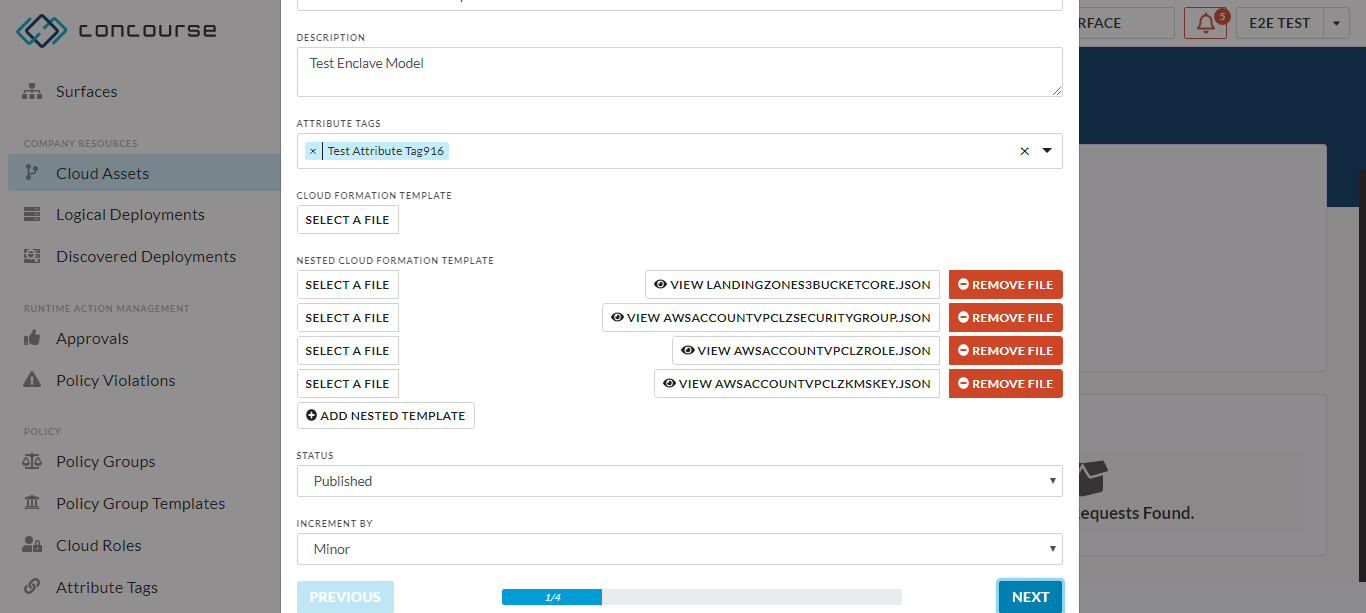 concourse
RFACE
5
E2E TEST
Surfaces
COMPANY RESOURCES
Cloud Assets
Logical Deployments
Discovered Deployments
RUNTIME ACTION MANAGEMENT
Approvals
Policy Violations
POLICY
Policy Groups
Policy Group Templates
Cloud Roles
Attribute Tags
DESCRIPTION
Test Enclave Model
ATTRIBUTE TAGS
× Test Attribute Tag916
CLOUD FORMATION TEMPLATE
SELECT A FILE
NESTED CLOUD FORMATION TEMPLATE
SELECT A FILE VIEW LANDINGZONES3BUCKETCORE.JSON REMOVE FILE
SELECT A FILE VIEW AWSACCOUNTVPCLZSECURITYGROUP.JSON REMOVE FILE
SELECT A FILE VIEW AWSACCOUNTVPCLZROLE.JSON REMOVE FILE
SELECT A FILE VIEW AWSACCOUNTVPCLZKMSKEY.JSON REMOVE FILE
ADD NESTED TEMPLATE
STATUS
Published
INCREMENT BY
Minor
PREVIOUS 1/4 NEXT
equests Found.